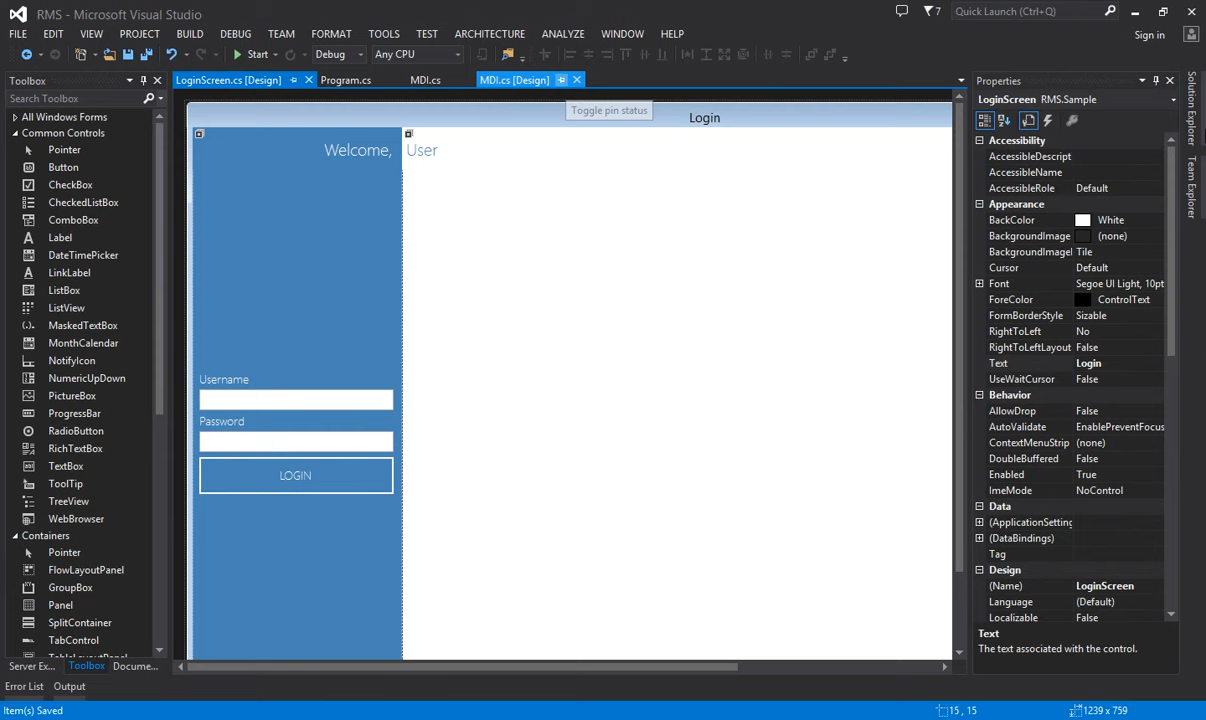 RMS - Microsoft Visual Studio
7
Quick Launch (Ctrl+Q)
FILE EDIT VIEW PROJECT BUILD DEBUG TEAM FORMAT TOOLS TEST ARCHITECTURE ANALYZE WINDOW HELP
Sign in
Start Debug Any CPU
Toolbox
LoginScreen.cs [Design] Program.cs MDI.cs MDI.cs [Design]
Properties
Search Toolbox
Toggle pin status
LoginScreen RMS.Sample
All Windows Forms
Common Controls
Pointer
Button
CheckBox
CheckedListBox
ComboBox
Label
DateTimePicker
LinkLabel
ListBox
ListView
MaskedTextBox
MonthCalendar
NotifyIcon
NumericUpDown
PictureBox
ProgressBar
RadioButton
RichTextBox
TextBox
ToolTip
TreeView
WebBrowser
Containers
Pointer
FlowLayoutPanel
GroupBox
Panel
SplitContainer
TabControl
TableLayoutPanel
Server Ex... Toolbox Docume...
Error List Output
Login
Welcome, User
Username
Password
LOGIN
Accessibility
AccessibleDescript
AccessibleName
AccessibleRole Default
Appearance
BackColor White
BackgroundImage (none)
BackgroundImagel Tile
Cursor Default
Font Segoe UI Light, 10pt
ForeColor ControlText
FormBorderStyle Sizable
RightToLeft No
RightToLeftLayout False
Text Login
UseWaitCursor False
Behavior
AllowDrop False
AutoValidate EnablePreventFocus
ContextMenuStrip (none)
DoubleBuffered False
Enabled True
ImeMode NoControl
Data
(ApplicationSetting
(DataBindings)
Tag
Design
(Name) LoginScreen
Language (Default)
Localizable False
Text
The text associated with the control.
Solution Explorer
Team Explorer
Item(s) Saved
15 , 15
1239 x 759